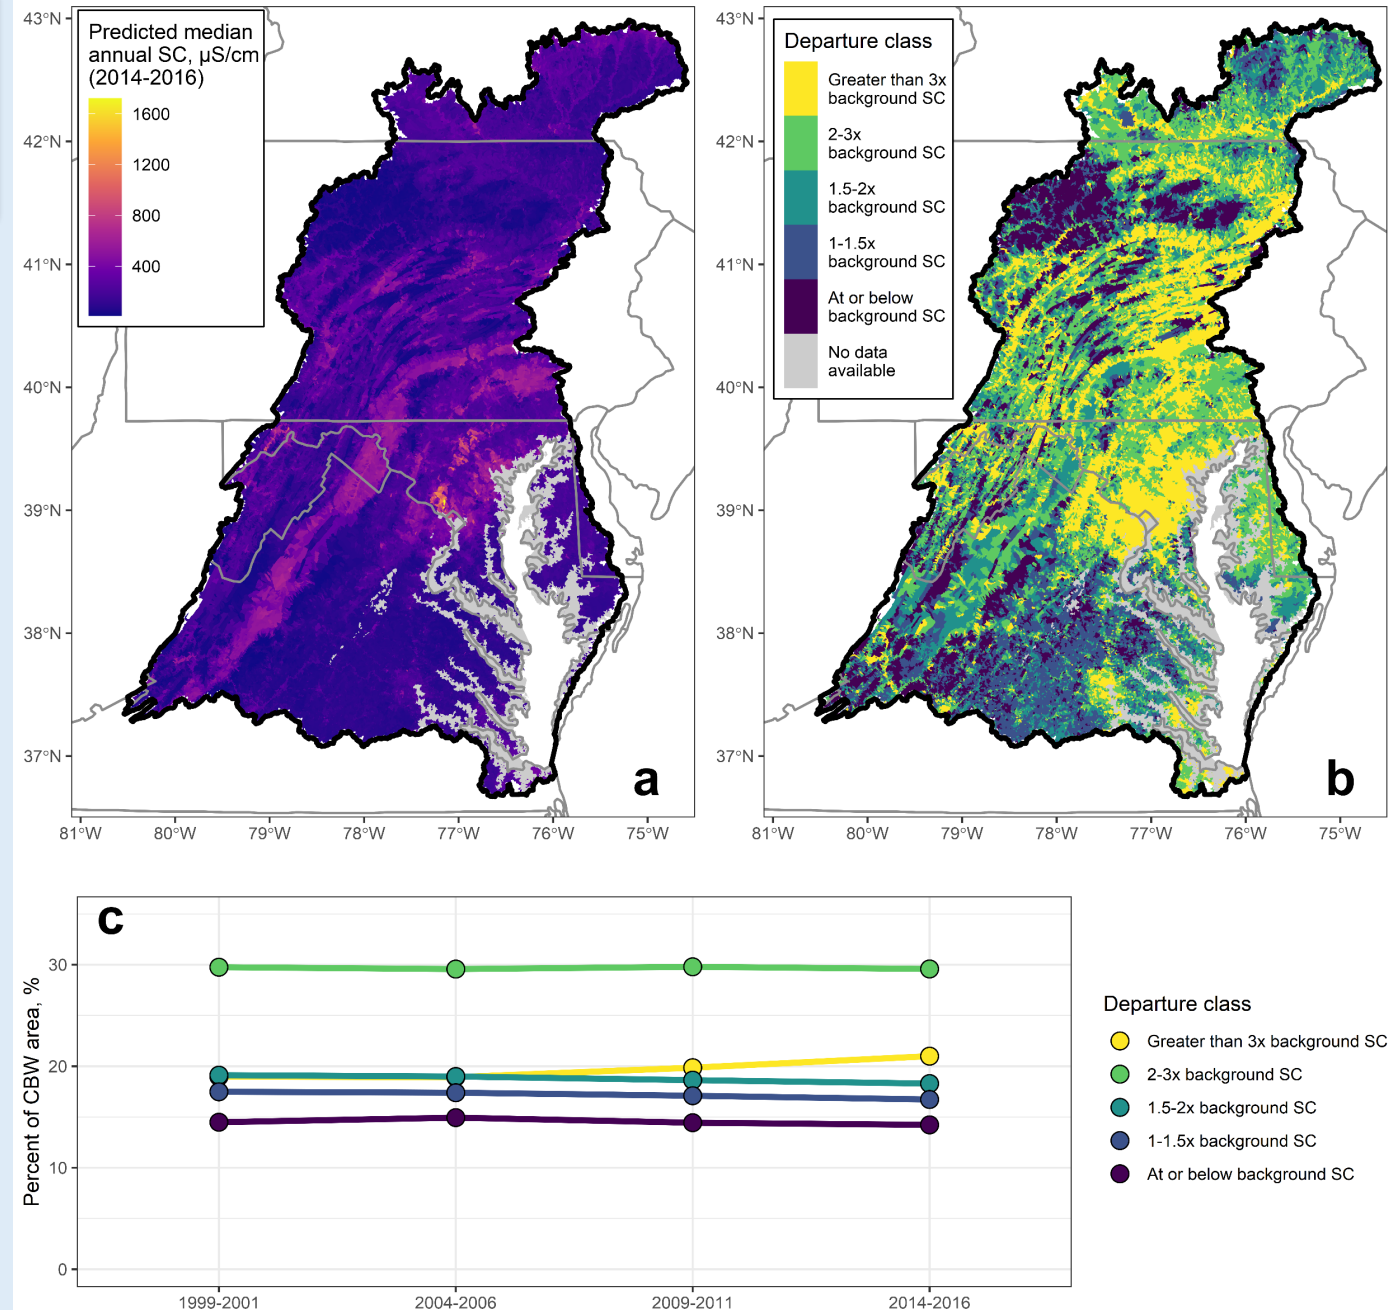 Predicted median
annual SC, µS/cm
(2014-2016)
1600
1200
800
400
43°N
42°N
41°N
40°N
39°N
38°N
37°N
81°W
80°W
79°W
78°W
77°W
76°W
75°W
a
Departure class
Greater than 3x
background SC
2-3x
background SC
1.5-2x
background SC
1-1.5x
background SC
At or below
background SC
No data
available
43°N
42°N
41°N
40°N
39°N
38°N
37°N
81°W
80°W
79°W
78°W
77°W
76°W
75°W
b
c
Percent of CBW area, %
30
20
10
0
1999-2001
2004-2006
2009-2011
2014-2016
Departure class
Greater than 3x background SC
2-3x background SC
1.5-2x background SC
1-1.5x background SC
At or below background SC